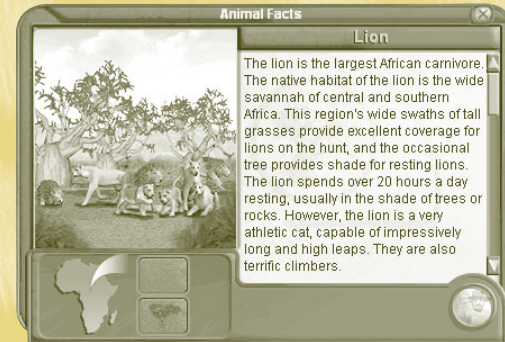 Animal Facts
Lion
The lion is the largest African carnivore.
The native habitat of the lion is the wide
savannah of central and southern
Africa. This region's wide swaths of tall
grasses provide excellent coverage for
lions on the hunt, and the occasional
tree provides shade for resting lions.
The lion spends over 20 hours a day
resting, usually in the shade of trees or
rocks. However, the lion is a very
athletic cat, capable of impressively
long and high leaps. They are also
terrific climbers.